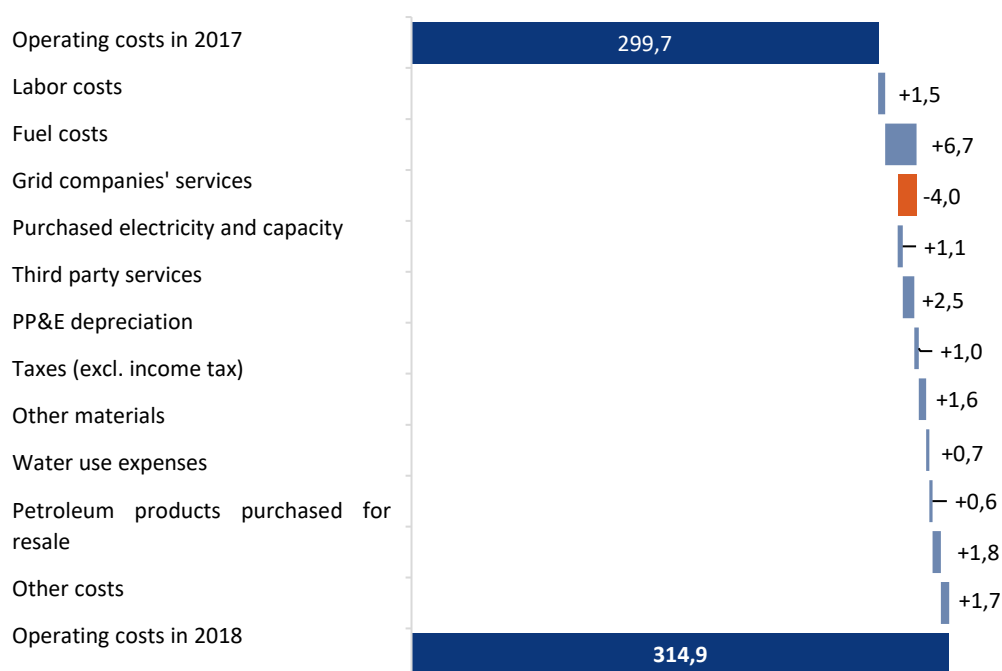 Operating costs in 2017 299,7
Labor costs +1,5
Fuel costs +6,7
Grid companies' services -4,0
Purchased electricity and capacity +1,1
Third party services +2,5
PP&E depreciation +1,0
Taxes (excl. income tax) +1,6
Other materials +0,7
Water use expenses +0,6
Petroleum products purchased for
resale +1,8
Other costs +1,7
Operating costs in 2018 314,9